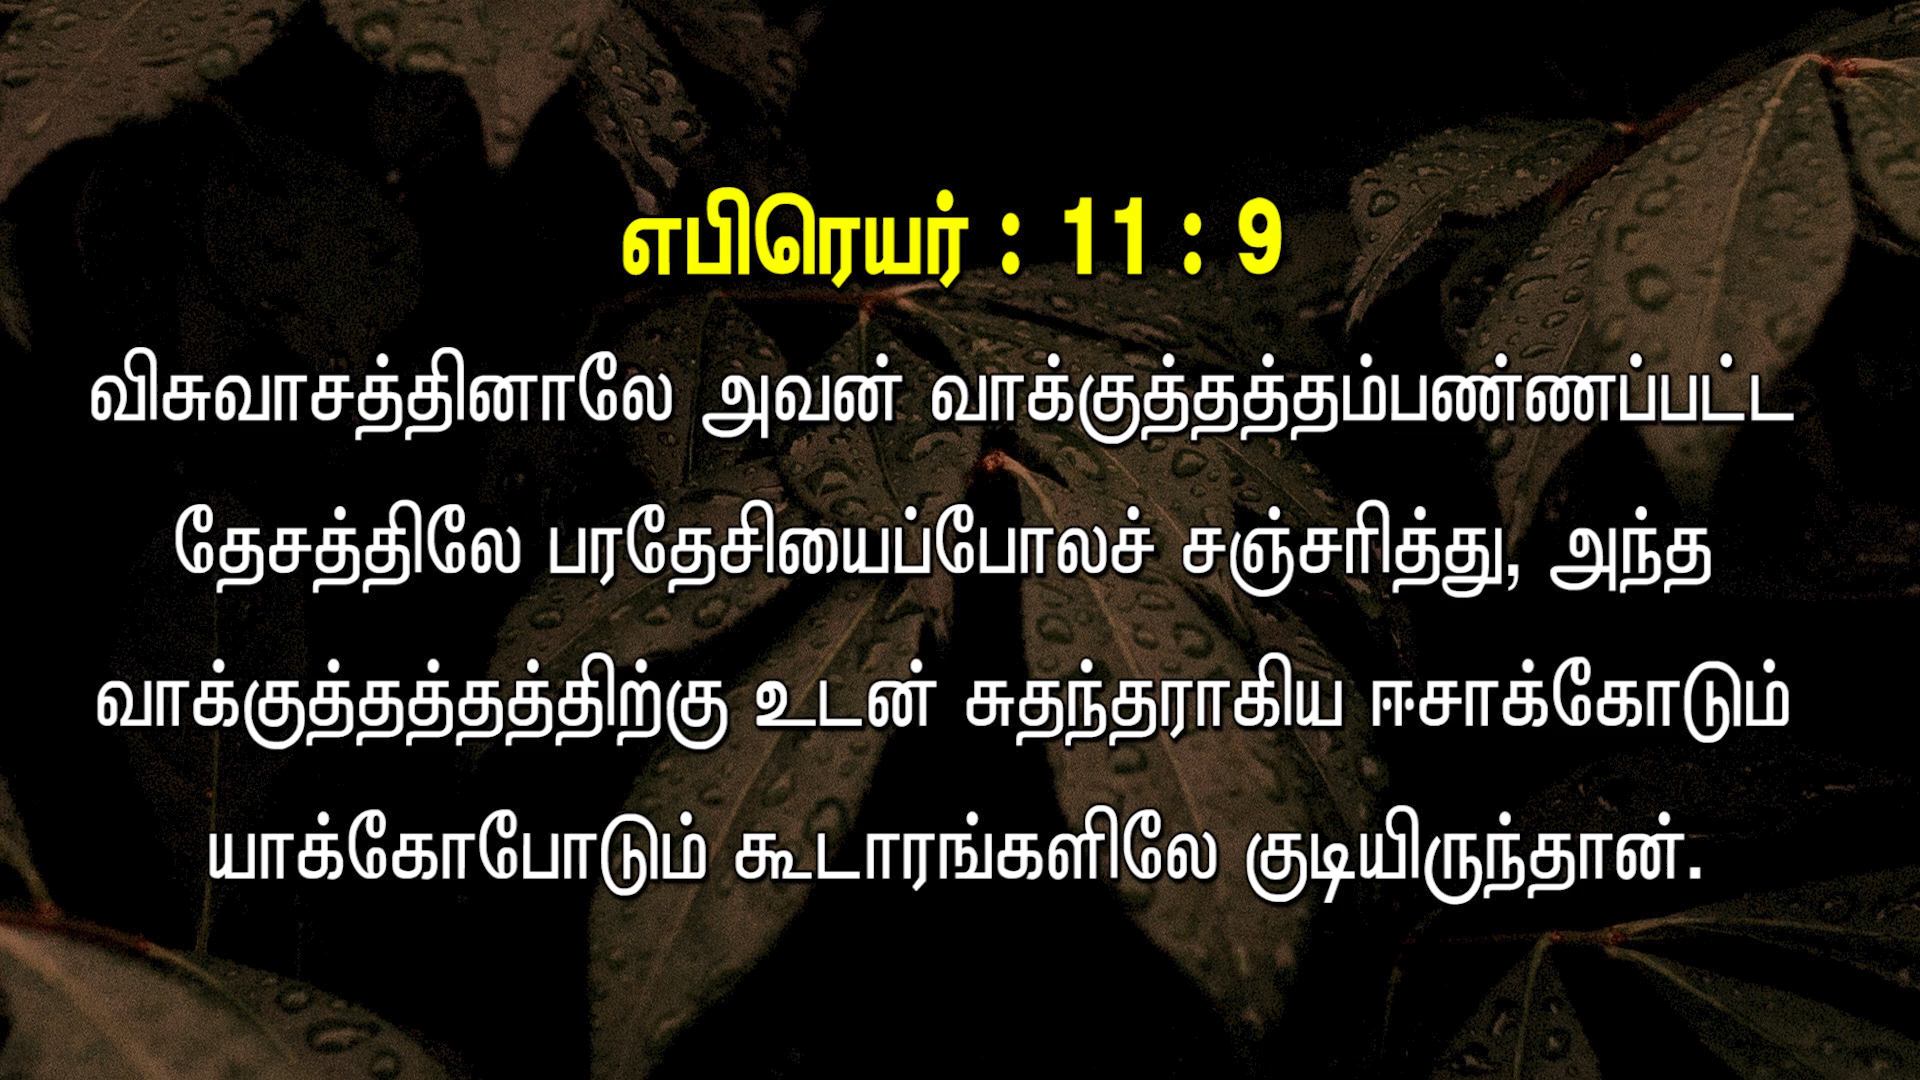 எபிரெயர் : 11 : 9
விசுவாசத்தினாலே அவன் வாக்குத்தத்தம்பண்ணப்பட்ட
தேசத்திலே பரதேசியைப்போலச் சஞ்சரித்து, அந்த
வாக்குத்தத்தத்திற்கு உடன் சுதந்தராகிய ஈசாக்கோடும்
யாக்கோபோடும் கூடாரங்களிலே குடியிருந்தான்.